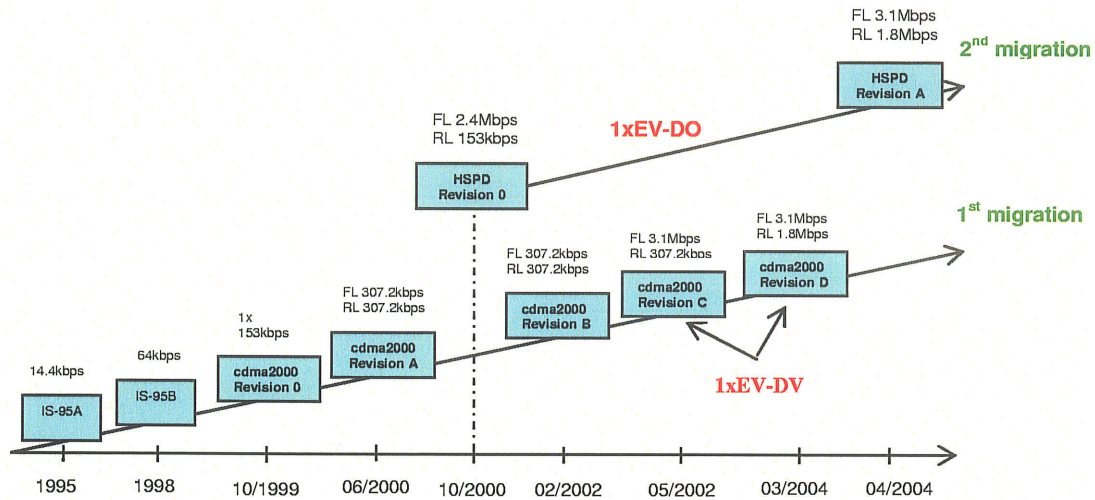 FL 3.1Mbps
RL 1.8Mbps
2nd migration
HSPD
Revision A
FL 2.4Mbps
RL 153kbps
1xEV-DO
HSPD
Revision 0
1st migration
FL 3.1Mbps
RL 1.8Mbps
FL 3.1Mbps
RL 307.2kbps
FL 307.2kbps
RL 307.2kbps
cdma2000
Revision D
cdma2000
Revision C
cdma2000
Revision B
FL 307.2kbps
RL 307.2kbps
cdma2000
Revision A
1x
153kbps
cdma2000
Revision 0
64kbps
IS-95B
14.4kbps
IS-95A
1xEV-DV
1995
1998
10/1999
06/2000
10/2000
02/2002
05/2002
03/2004
04/2004